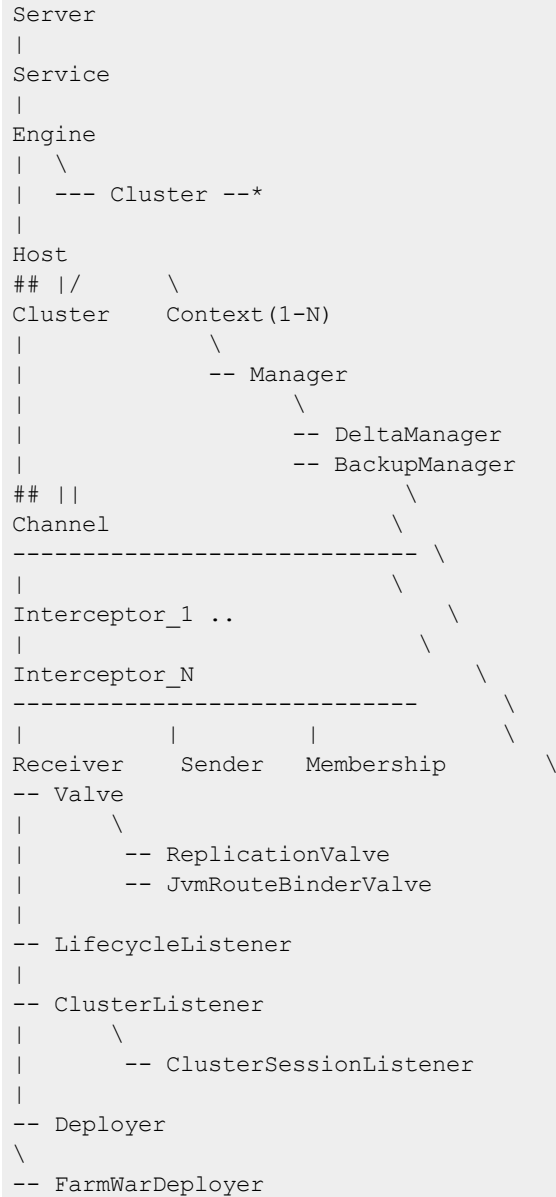 Server
|
Service
|
Engine
|  \
|  --- Cluster --*
|
Host
## |/      \
Cluster    Context(1-N)
|             \
|             -- Manager
|                   \
|                   -- DeltaManager
|                   -- BackupManager
## ||                       \
Channel                    \
----------------------------- \
|                          \
Interceptor_1 ..               \
|                            \
Interceptor_N                    \
-----------------------------      \
|          |         |             \
Receiver    Sender   Membership       \
-- Valve
|      \
|       -- ReplicationValve
|       -- JvmRouteBinderValve
|
-- LifecycleListener
|
-- ClusterListener
|      \
|       -- ClusterSessionListener
|
-- Deployer
\
-- FarmWarDeployer